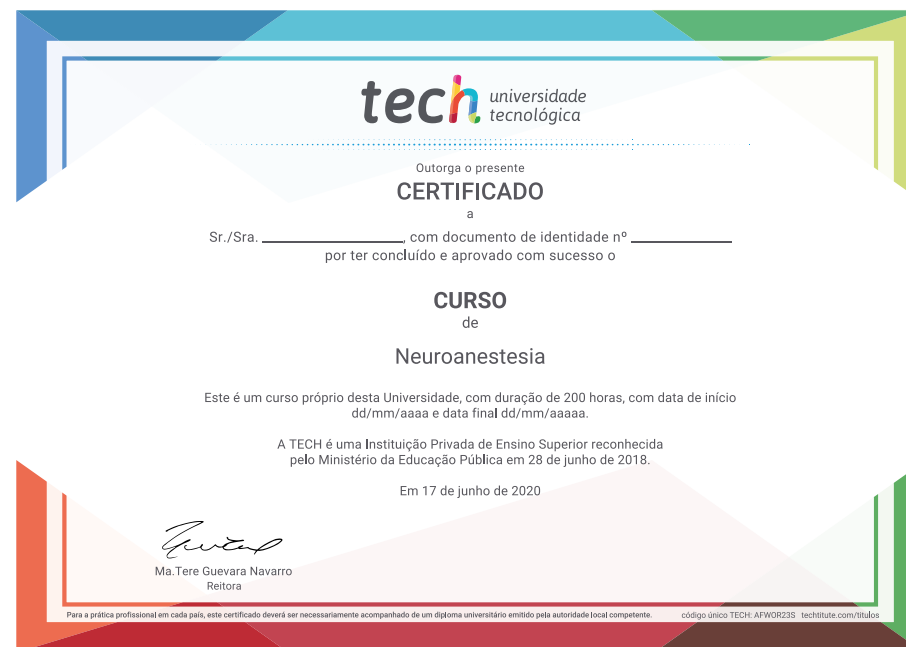 tech universidade
tecnológica
Outorga o presente
CERTIFICADO
a
Sr./Sra. ____________, com documento de identidade nº ____________
por ter concluído e aprovado com sucesso o
CURSO
de
Neuroanestesia
Este é um curso próprio desta Universidade, com duração de 200 horas, com data de início
dd/mm/aaaa e data final dd/mm/aaaaa.
A TECH é uma Instituição Privada de Ensino Superior reconhecida
pelo Ministério da Educação Pública em 28 de junho de 2018.
Em 17 de junho de 2020
Ma.Tere Guevara Navarro
Reitora
Para a prática profissional em cada país, este certificado deverá ser necessariamente acompanhado de um diploma universitário emitido pela autoridade local competente. código único TECH: AFWOR23S techtitute.com/titulos